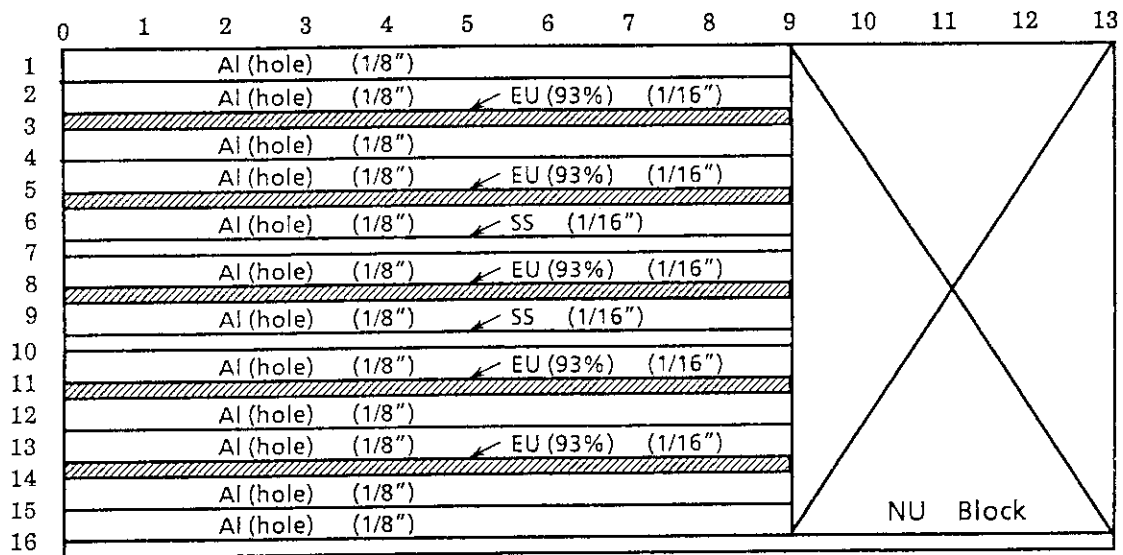 0 1 2 3 4 5 6 7 8 9 10 11 12 13
1 Al (hole) (1/8")
2 Al (hole) (1/8") EU (93%) (1/16")
3
Al (hole) (1/8")
4
Al (hole) (1/8") EU (93%) (1/16")
5
6 Al (hole) (1/8") SS (1/16")
7
Al (hole) (1/8") EU (93%) (1/16")
8
9 Al (hole) (1/8") SS (1/16")
10
Al (hole) (1/8") EU (93%) (1/16")
11
12 Al (hole) (1/8")
13 Al (hole) (1/8") EU (93%) (1/16")
14
Al (hole) (1/8")
15 NU Block
Al (hole) (1/8")
16